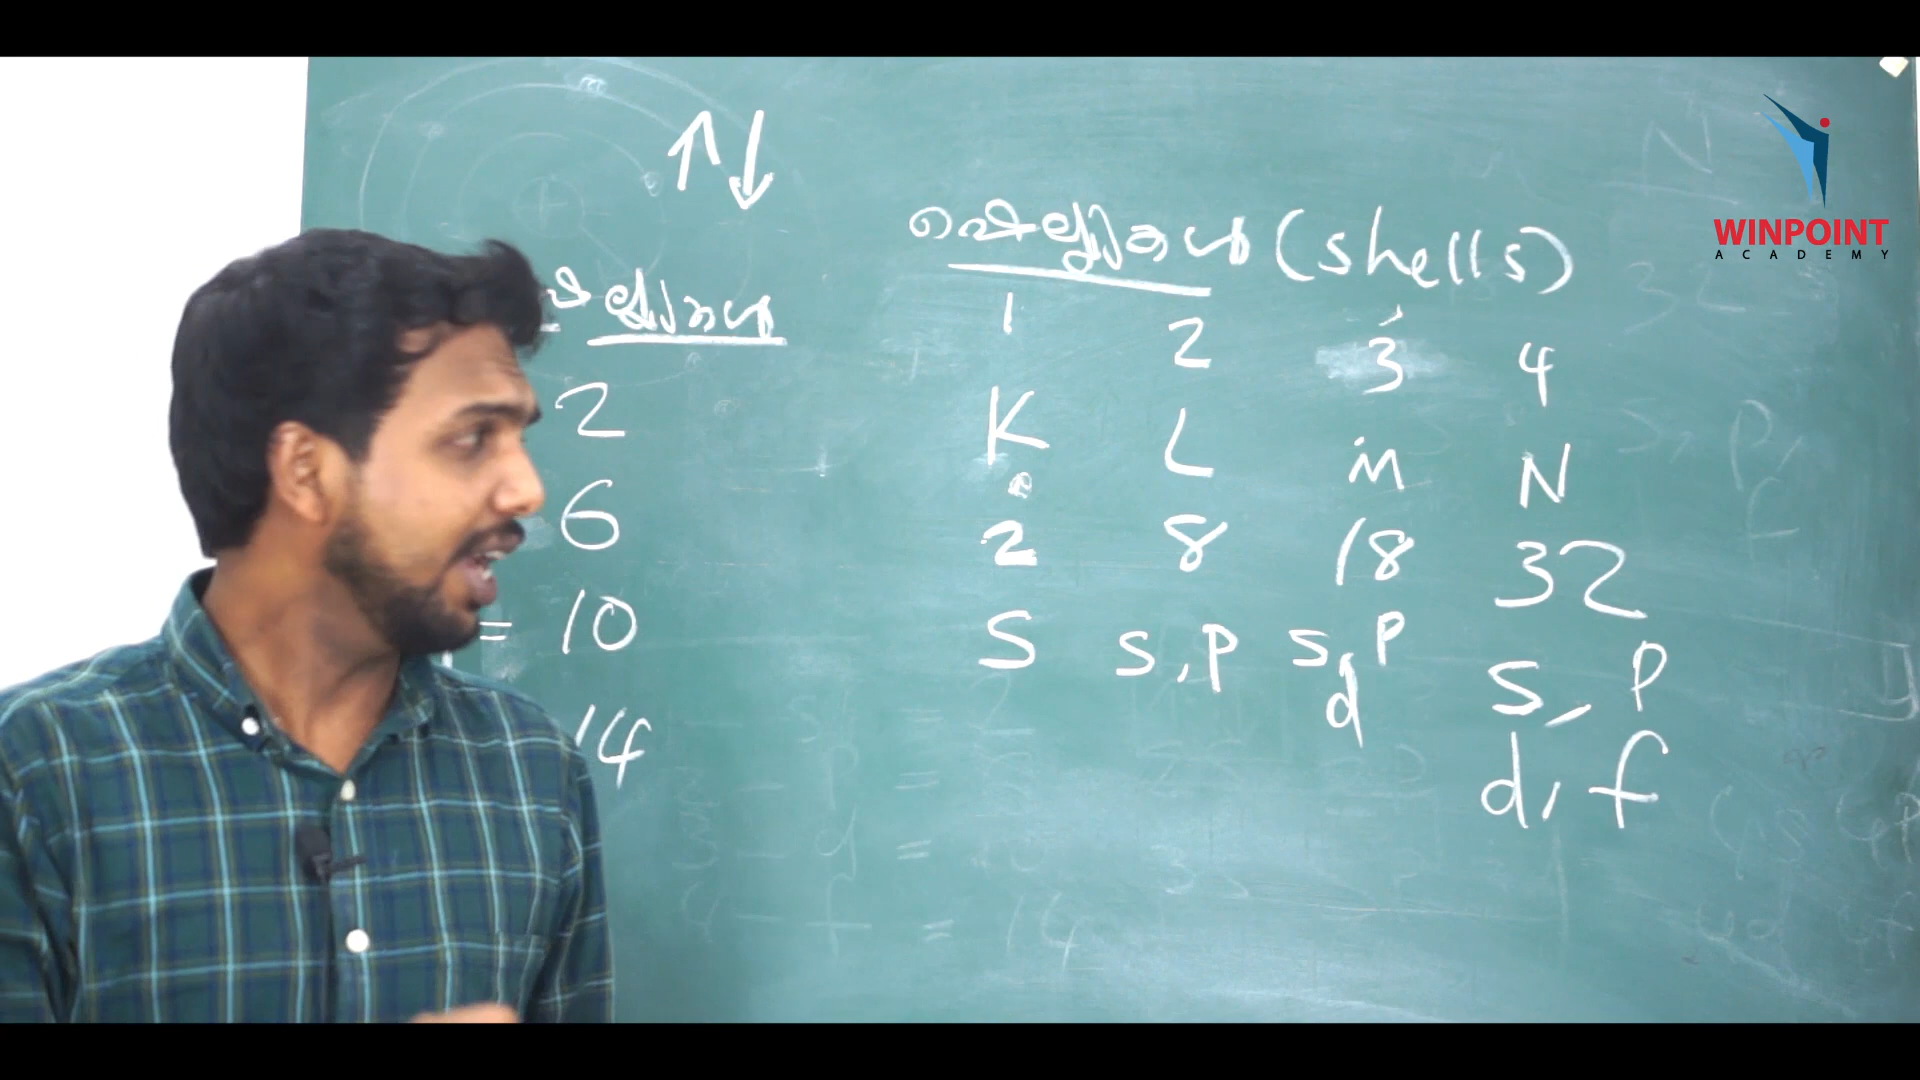 ഷെല്ലുകൾ (shells)
1 2 3 4
K L M N
2 8 18 32
S s, p s, p d S, P d, f
2
6
= 10
14
WINPOINT
ACADEMY